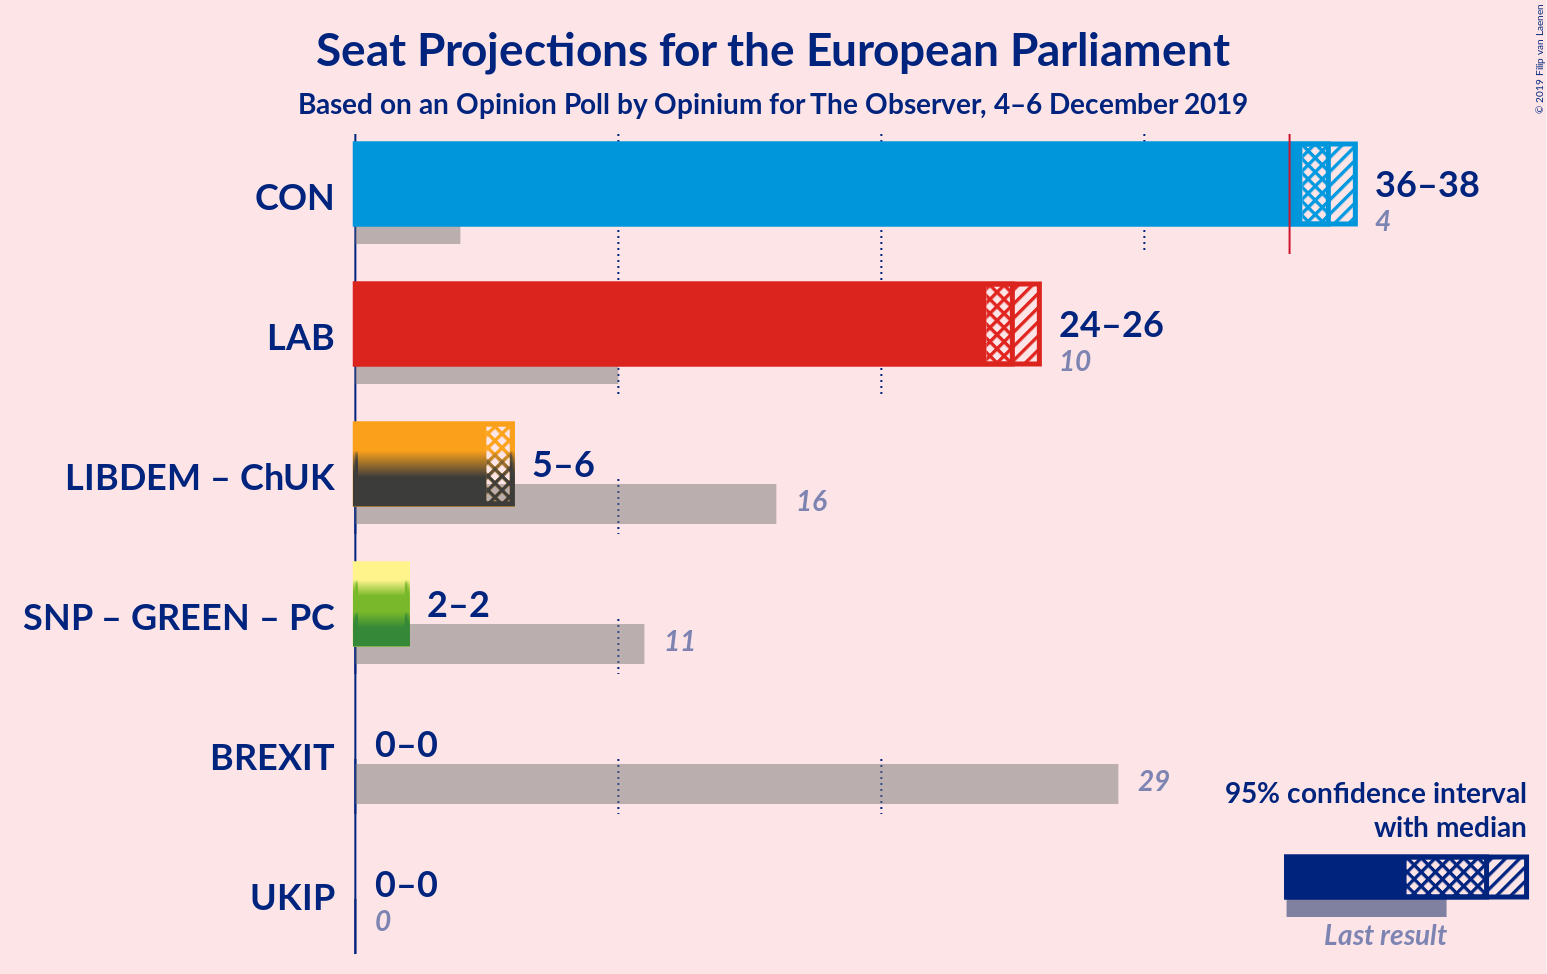 Seat Projections for the European Parliament
Based on an Opinion Poll by Opinium for The Observer, 4–6 December 2019
© 2019 Filip van Laenen
CON
36–38
4
LAB
24–26
10
LIBDEM – ChUK
5–6
16
SNP – GREEN – PC
2–2
11
BREXIT
0–0
29
UKIP
0–0
0
95% confidence interval
with median
Last result